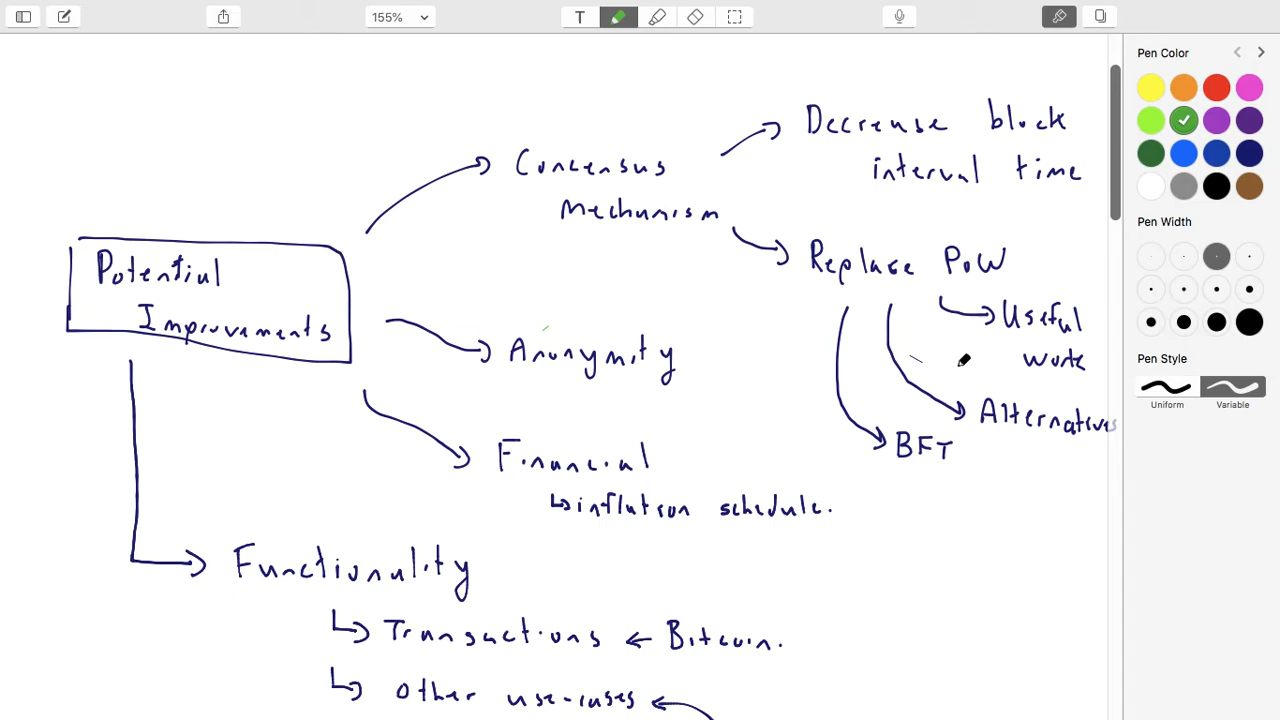 155%
T
Pen Color
Decrease block
interval time
Consensus
Mechanism
Pen Width
Replace PoW
Potential
Improvements
Useful
work
Anonymity
Pen Style
Uniform
Variable
Alternatives
BFT
Financial
inflation schedule.
Functionality
Transactions ← Bitcoin.
other use-cases ←